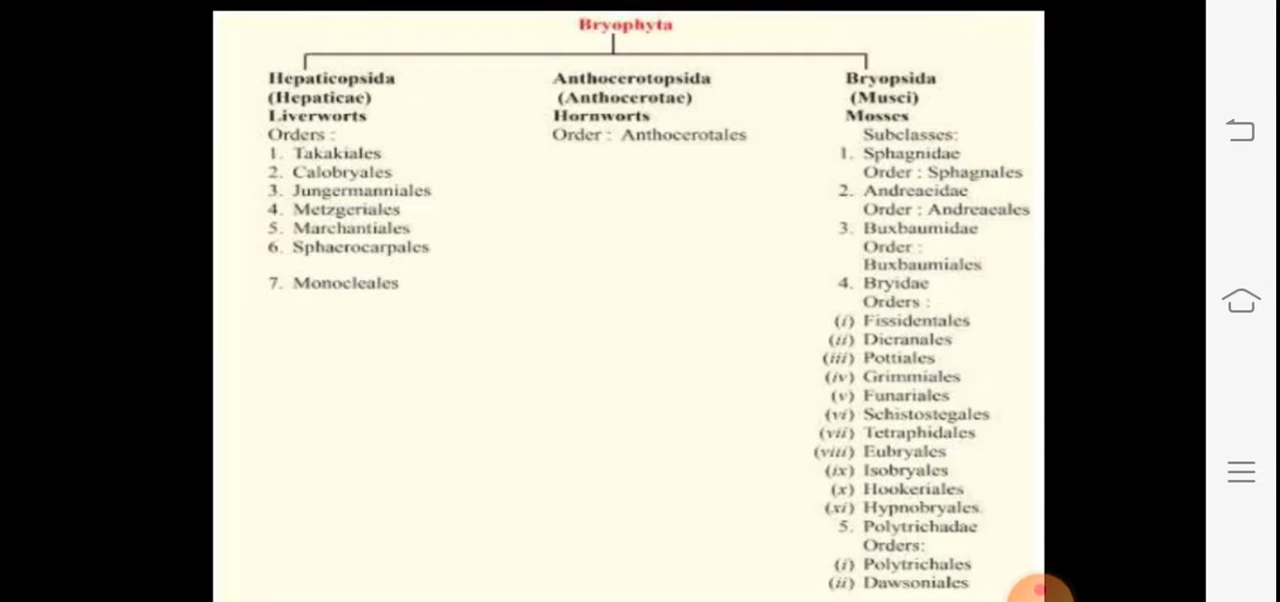 Bryophyta
Hepaticopsida
(Hepaticae)
Liverworts
Orders :
1. Takakiales
2. Calobryales
3. Jungermanniales
4. Metzgeriales
5. Marchantiales
6. Sphaerocarpales
7. Monocleales
Anthocerotopsida
(Anthocerotae)
Hornworts
Order : Anthocerotales
Bryopsida
(Musci)
Mosses
Subclasses:
1. Sphagnidae
Order : Sphagnales
2. Andreaeidae
Order : Andreaeales
3. Buxbaumidae
Order :
Buxbaumiales
4. Bryidae
Orders :
(i) Fissidentales
(ii) Dicranales
(iii) Pottiales
(iv) Grimmiales
(v) Funariales
(vi) Schistostegales
(vii) Tetraphidales
(viii) Eubryales
(ix) Isobryales
(x) Hookeriales
(xi) Hypnobryales
5. Polytrichadae
Orders:
(i) Polytrichales
(ii) Dawsoniales